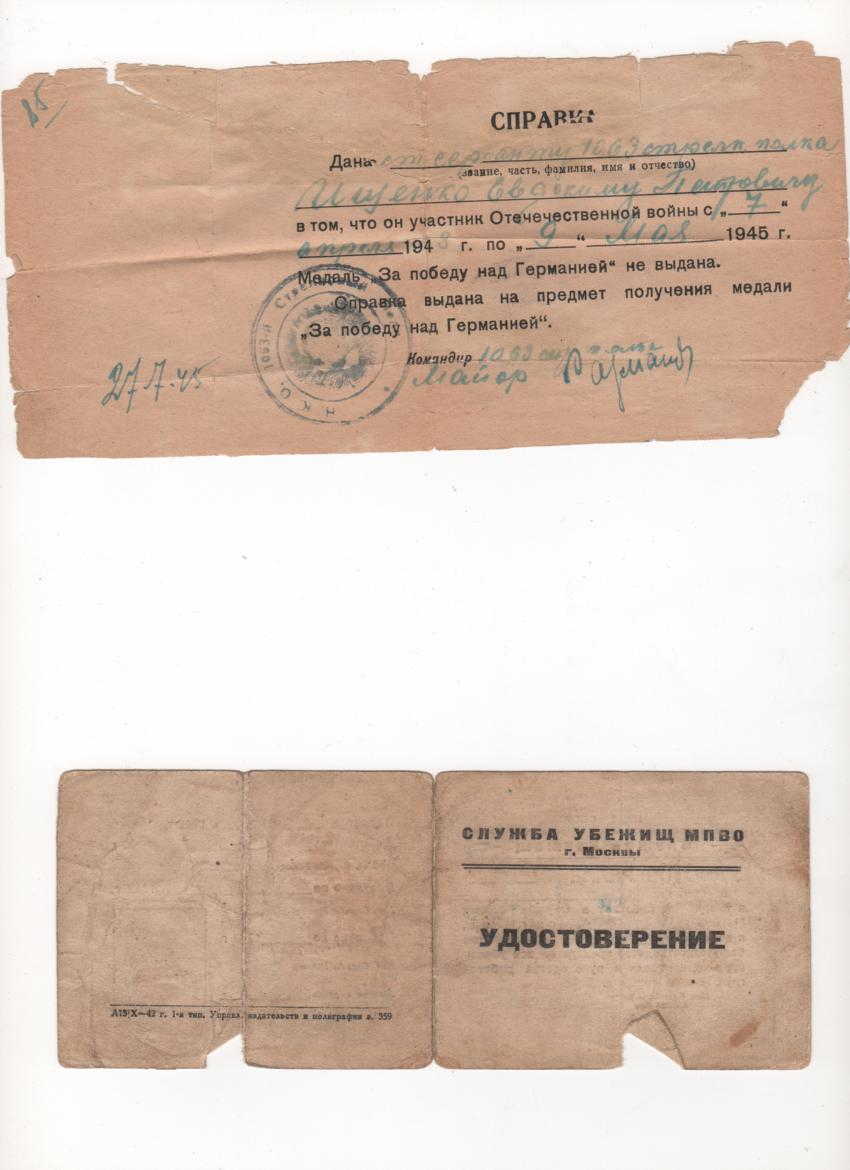 85
СПРАВКА
Дана ст. сержанту 1063 стрелк полка
(звание, часть, фамилия, имя и отчество)
Ищенко Евдокиму Петровичу
в том, что он участник Отечечественной войны с „ 7 “
апреля 1943 г. по „ 9 “ Мая 1945 г.
Медаль „За победу над Германией“ не выдана.
Справка выдана на предмет получения медали
„За победу над Германией“.
Командир 1063 стр полка
Майор
27.7.45
Н.К.О. 1063-й Стрелковый
СЛУЖБА УБЕЖИЩ МПВО
г. Москвы
УДОСТОВЕРЕНИЕ
X—42 г. 1-я тип. Управл. издательств и полиграфии з. 359